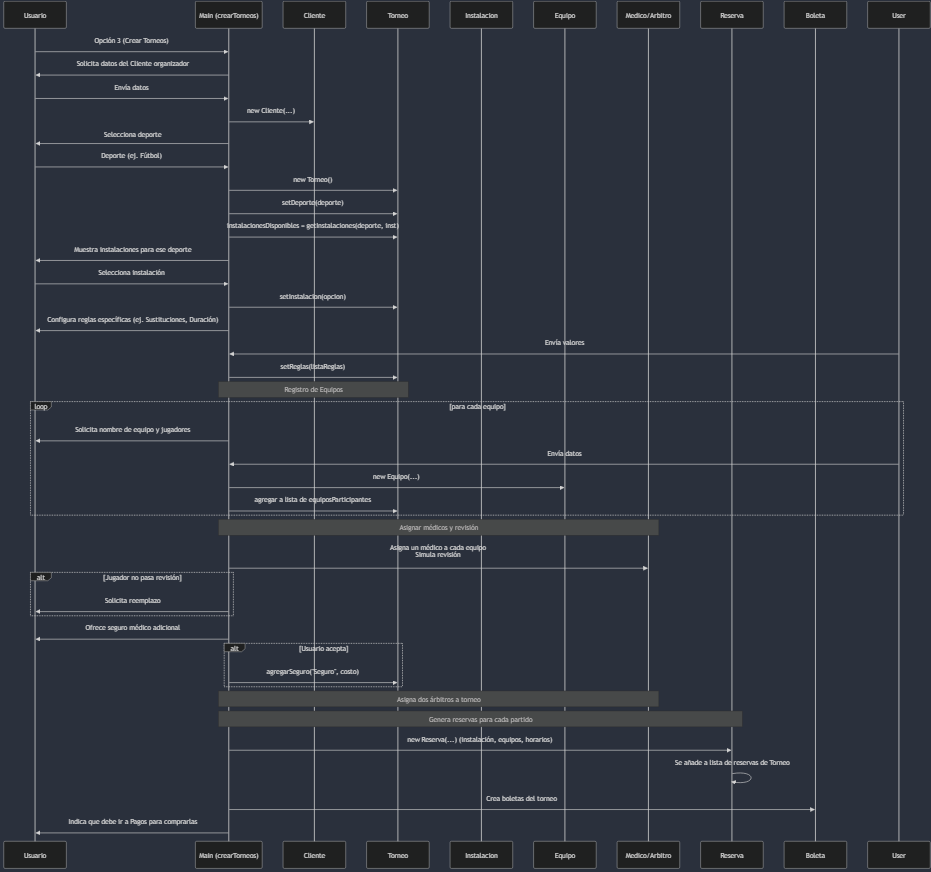 Usuario
Main (crearTorneos)
Cliente
Torneo
Instalacion
Equipo
Medico/Arbitro
Reserva
Boleta
User
Opción 3 (Crear Torneos)
Solicita datos del Cliente organizador
Envía datos
new Cliente(...)
Selecciona deporte
Deporte (ej. Fútbol)
new Torneo()
setDeporte(deporte)
InstalacionesDisponibles = getInstalaciones(deporte, inst)
Muestra instalaciones para ese deporte
Selecciona instalación
setInstalacion(opcion)
Configura reglas específicas (ej. Sustituciones, Duración)
Envía valores
setReglas(listaReglas)
Registro de Equipos
loop
[para cada equipo]
Solicita nombre de equipo y jugadores
Envía datos
new Equipo(...)
agregar a lista de equiposParticipantes
Asignar médicos y revisión
Asigna un médico a cada equipo
Simula revisión
alt
[Jugador no pasa revisión]
Solicita reemplazo
Ofrece seguro médico adicional
alt
[Usuario acepta]
agregarSeguro("Seguro", costo)
Asigna dos árbitros a torneo
Genera reservas para cada partido
new Reserva(...) (instalación, equipos, horarios)
Se añade a lista de reservas de Torneo
Crea boletas del torneo
Indica que debe ir a Pagos para comprarlas
Usuario
Main (crearTorneos)
Cliente
Torneo
Instalacion
Equipo
Medico/Arbitro
Reserva
Boleta
User